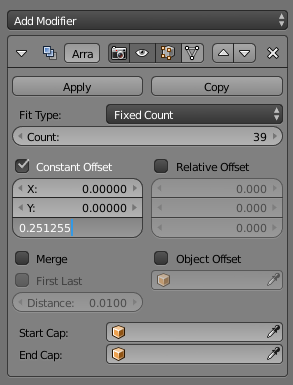 Add Modifier
Arra
Apply Copy
Fit Type: Fixed Count
Count: 39
Constant Offset Relative Offset
X: 0.00000 0.000
Y: 0.00000 0.000
0.251255 0.000
Merge Object Offset
First Last
Distance: 0.0100
Start Cap:
End Cap: